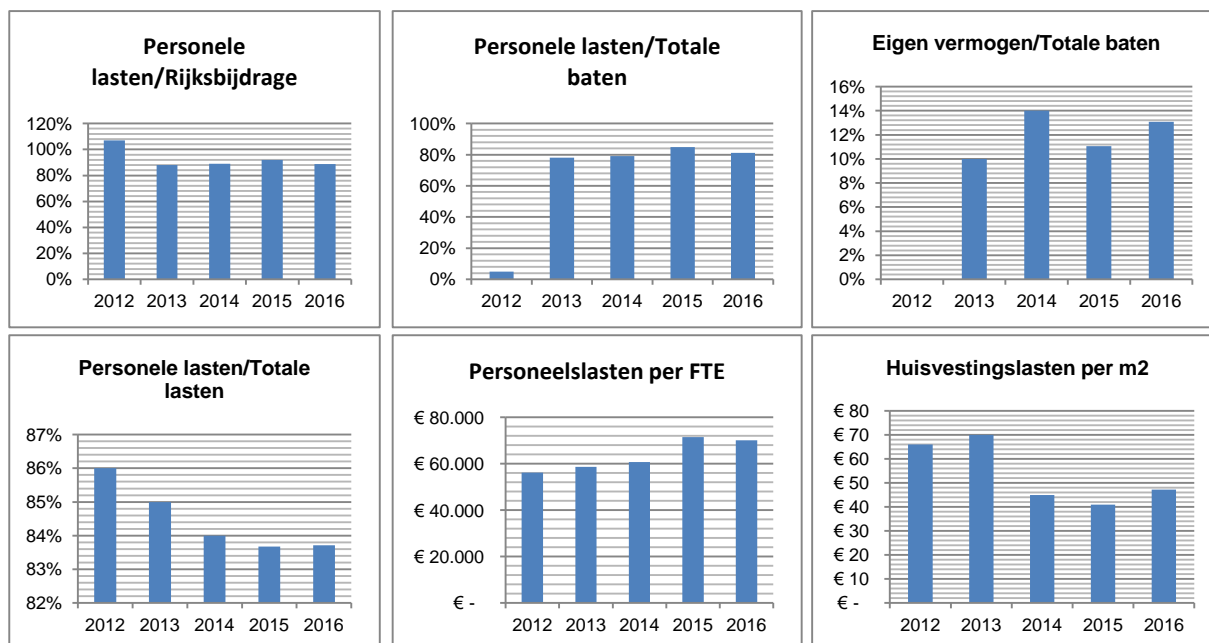 Personele
lasten/Rijksbijdrage
120%
100%
80%
60%
40%
20%
0%
2012 2013 2014 2015 2016
Personele lasten/Totale
baten
100%
80%
60%
40%
20%
0%
2012 2013 2014 2015 2016
Eigen vermogen/Totale baten
16%
14%
12%
10%
8%
6%
4%
2%
0%
2012 2013 2014 2015 2016
Personele lasten/Totale
lasten
87%
86%
85%
84%
83%
82%
2012 2013 2014 2015 2016
Personeelslasten per FTE
€ 80.000
€ 60.000
€ 40.000
€ 20.000
€ -
2012 2013 2014 2015 2016
Huisvestingslasten per m2
€ 80
€ 70
€ 60
€ 50
€ 40
€ 30
€ 20
€ 10
€ -
2012 2013 2014 2015 2016